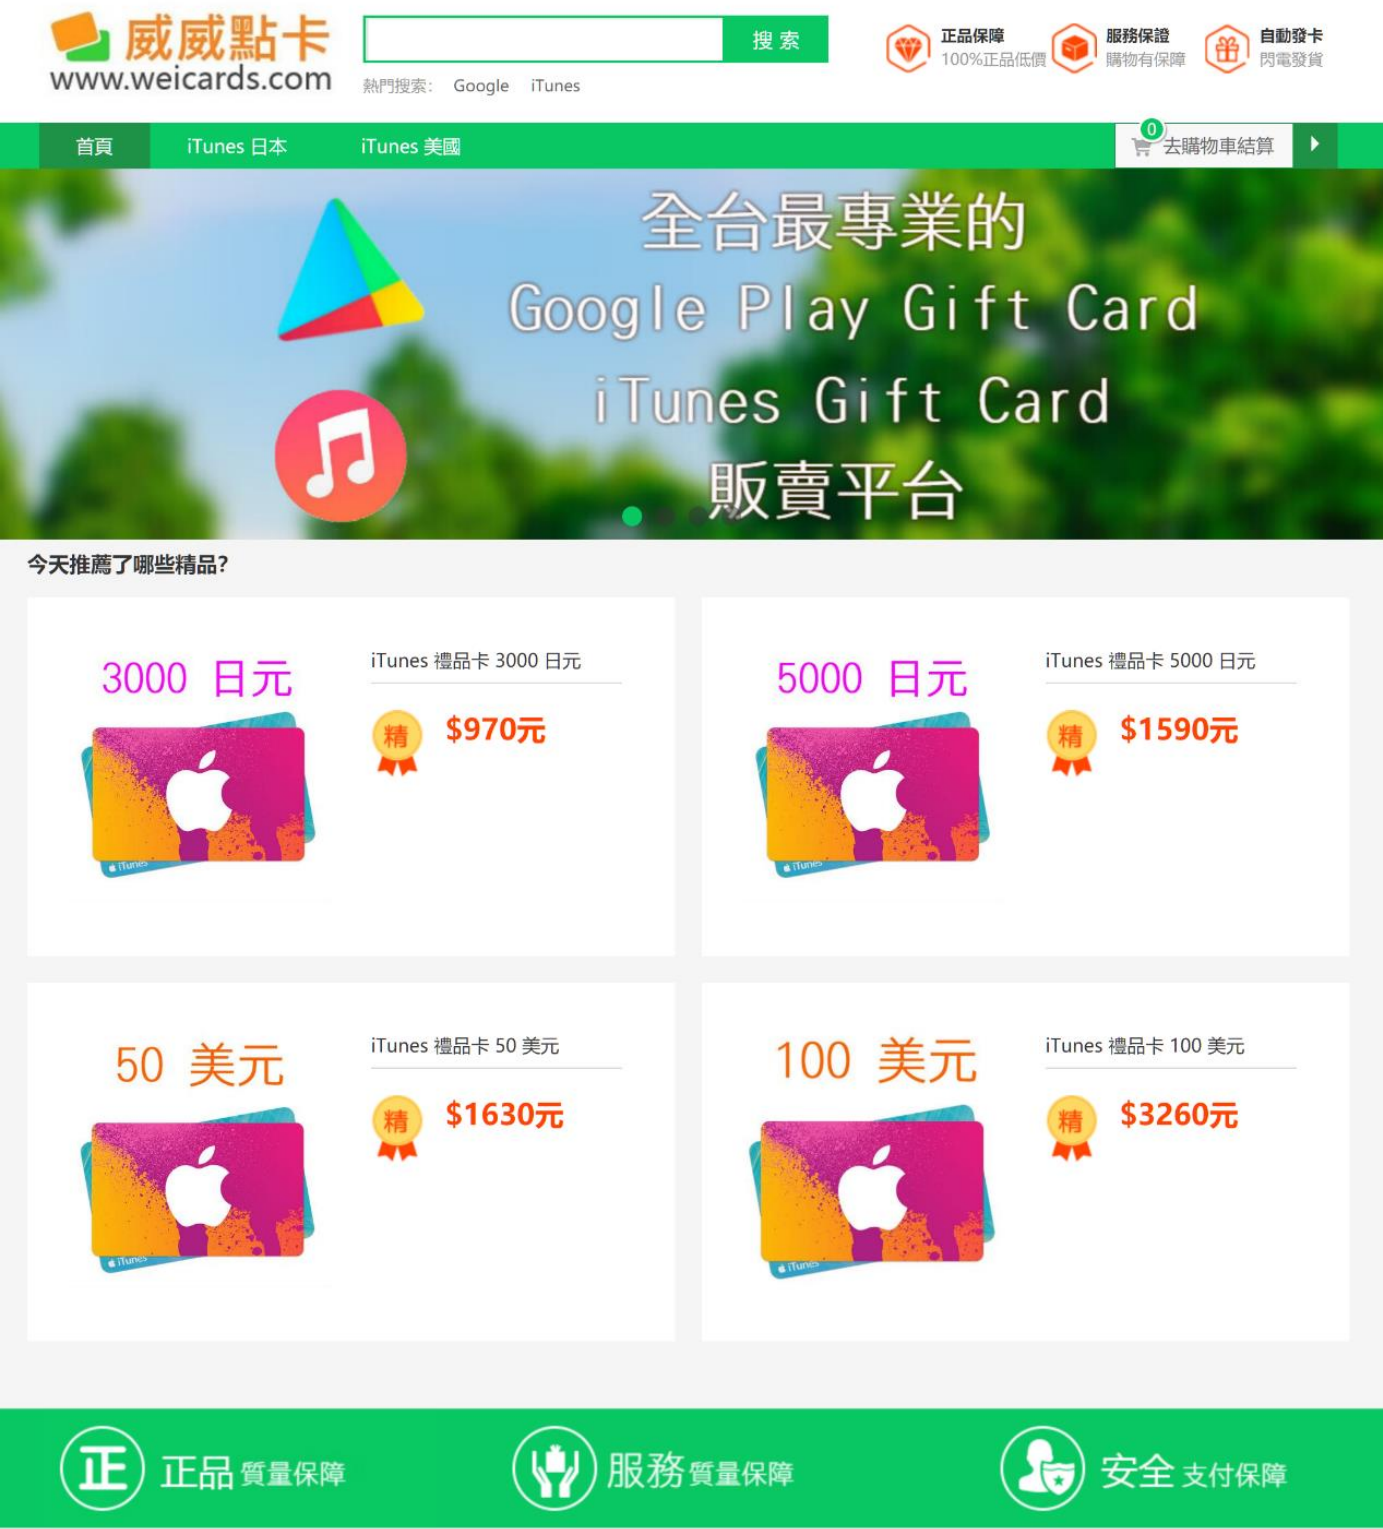 威威點卡
www.weicards.com
搜 索
熱門搜索: Google iTunes
正品保障
100%正品低價
服務保證
購物有保障
自動發卡
閃電發貨
首頁 iTunes 日本 iTunes 美國
0
去購物車結算
全台最專業的
Google Play Gift Card
iTunes Gift Card
販賣平台
今天推薦了哪些精品?
3000 日元
iTunes
iTunes 禮品卡 3000 日元
精 $970元
5000 日元
iTunes
iTunes 禮品卡 5000 日元
精 $1590元
50 美元
iTunes
iTunes 禮品卡 50 美元
精 $1630元
100 美元
iTunes
iTunes 禮品卡 100 美元
精 $3260元
正 正品 質量保障
服務 質量保障
安全 支付保障